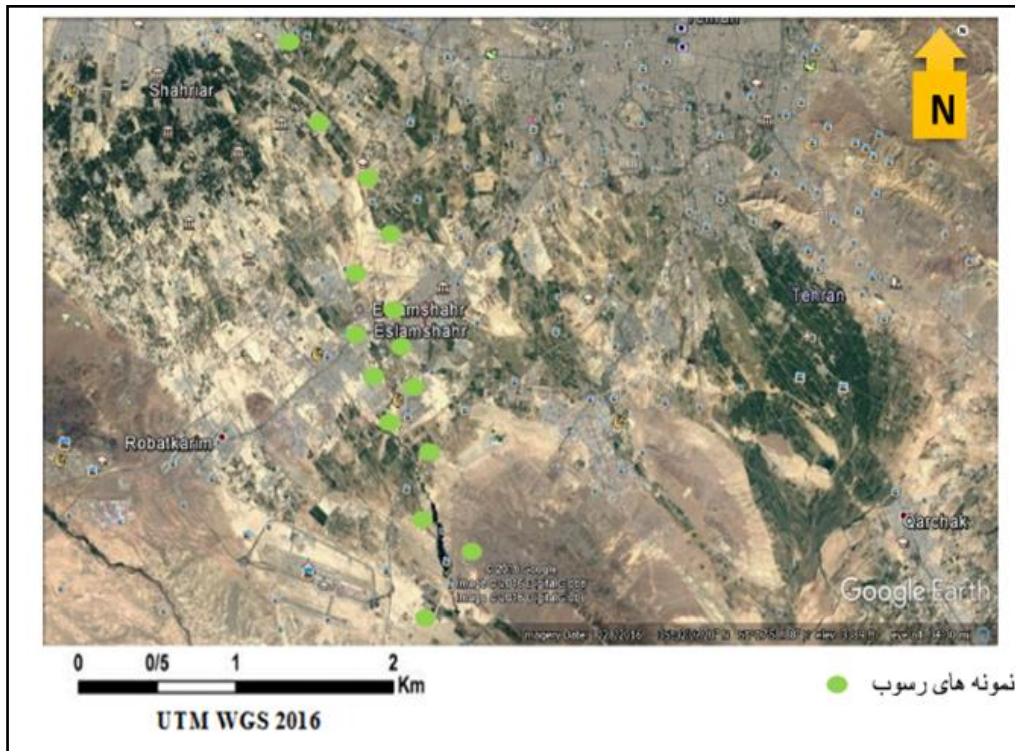 Tehran
N
Shahriar
Eslamshahr
Eslamshahr
Tehran
Robatkarim
Qarchak
Google Earth
0 0/5 1 2
Km
UTM WGS 2016
نمونه های رسوب